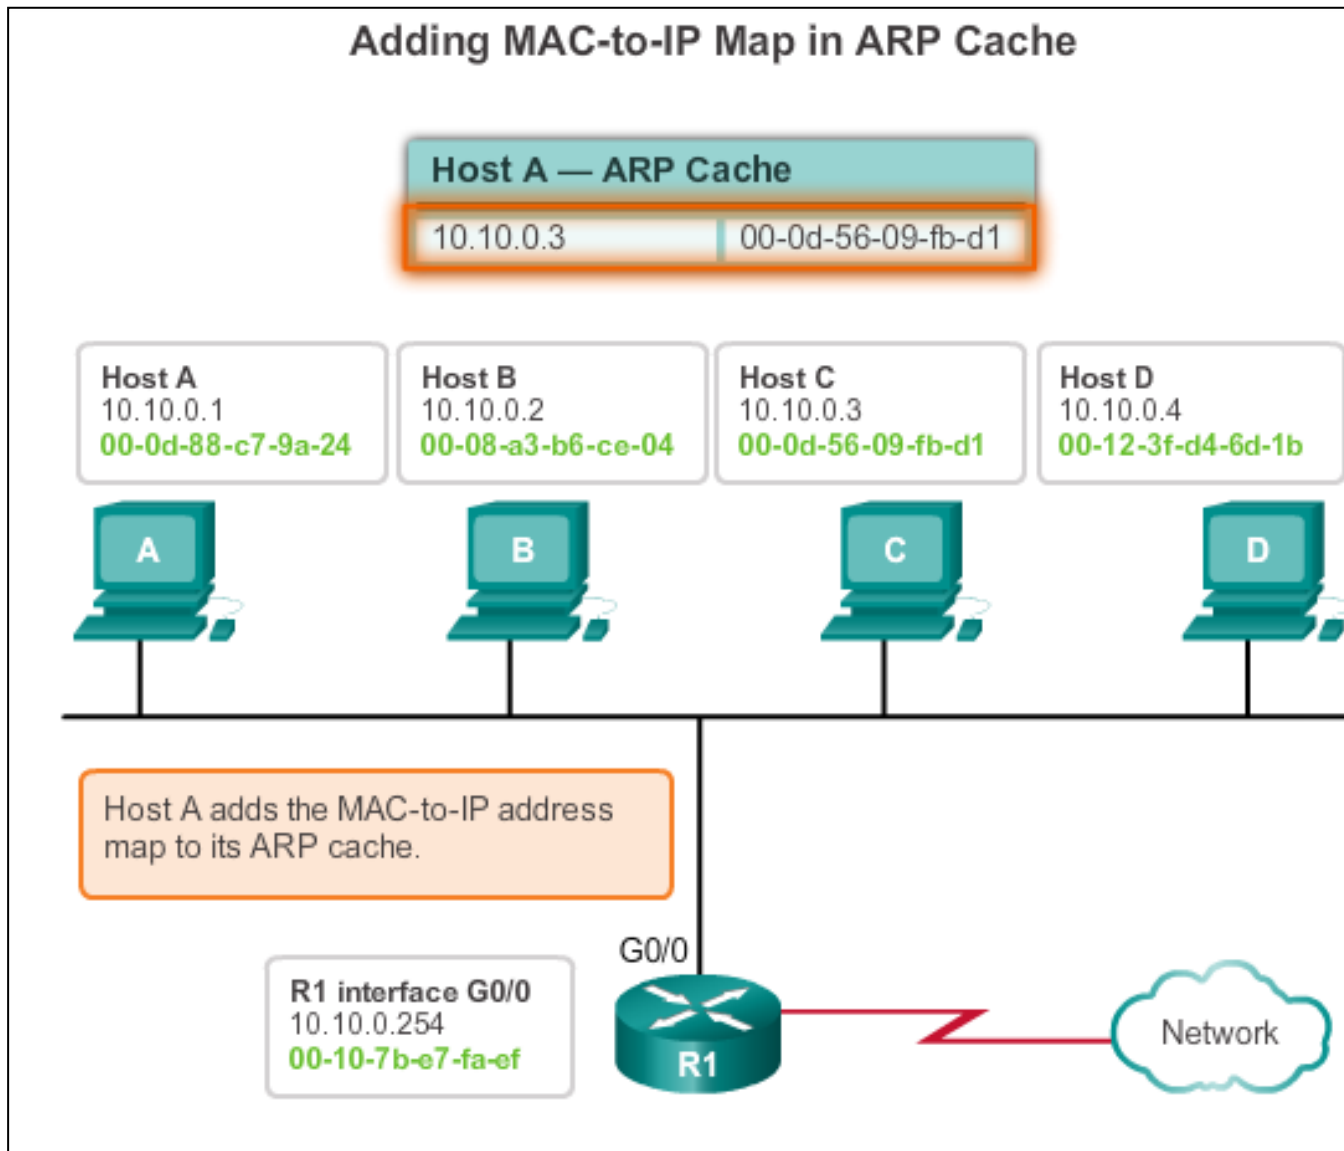 Adding MAC-to-IP Map in ARP Cache
Host A — ARP Cache
10.10.0.3 00-0d-56-09-fb-d1
Host A
10.10.0.1
00-0d-88-c7-9a-24
Host B
10.10.0.2
00-08-a3-b6-ce-04
Host C
10.10.0.3
00-0d-56-09-fb-d1
Host D
10.10.0.4
00-12-3f-d4-6d-1b
A
B
C
D
Host A adds the MAC-to-IP address
map to its ARP cache.
G0/0
R1 interface G0/0
10.10.0.254
00-10-7b-e7-fa-ef
R1
Network